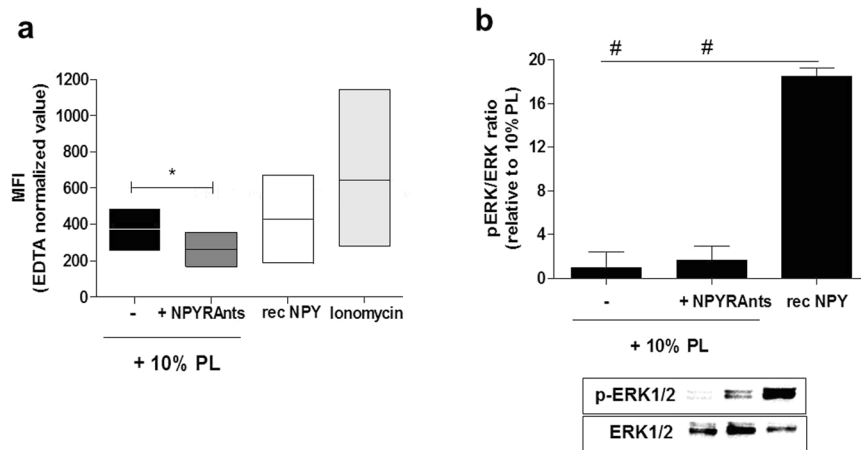 a
MFI
(EDTA normalized value)
1200
1000
800
600
400
200
0
*
- + NPYRAnts rec NPY Ionomycin
+ 10% PL
b
pERK/ERK ratio
(relative to 10% PL)
20
16
12
8
4
0
# #
- + NPYRAnts rec NPY
+ 10% PL
p-ERK1/2
ERK1/2